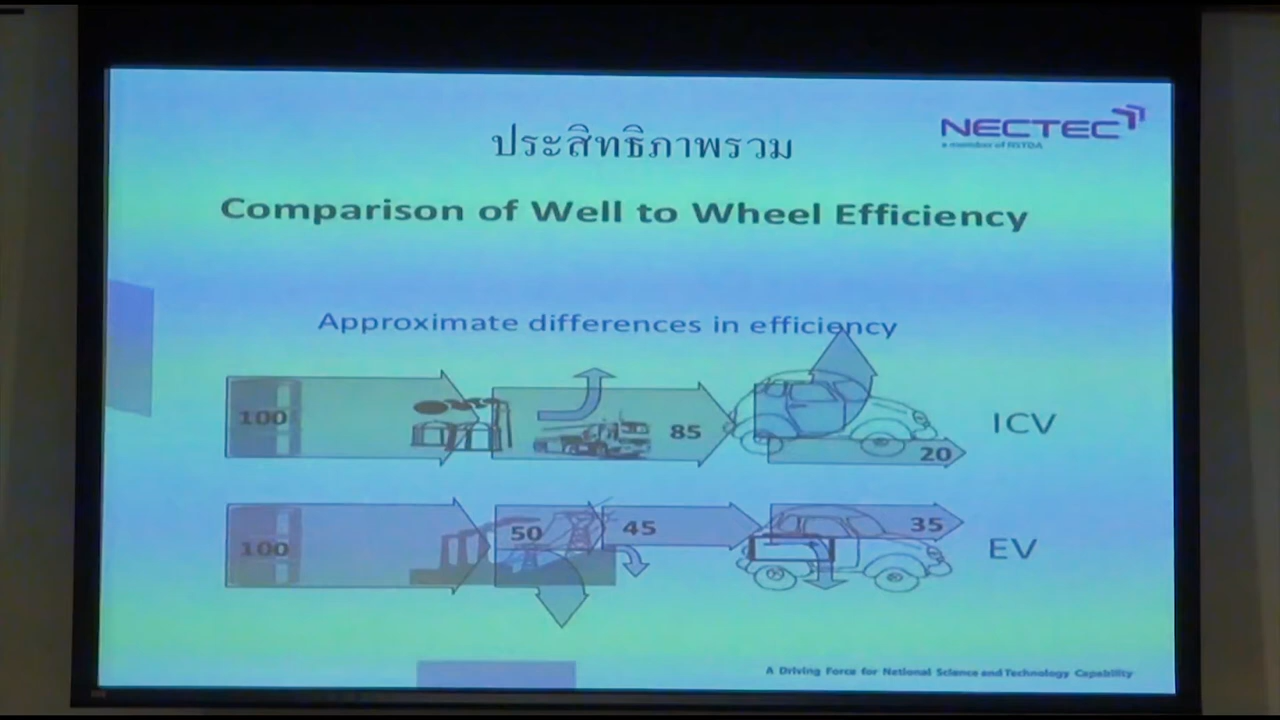 NECTEC
a member of NSTDA
ประสิทธิภาพรวม
Comparison of Well to Wheel Efficiency
Approximate differences in efficiency
100
85
20
ICV
100
50
45
35
EV
A Driving Force for National Science and Technology Capability